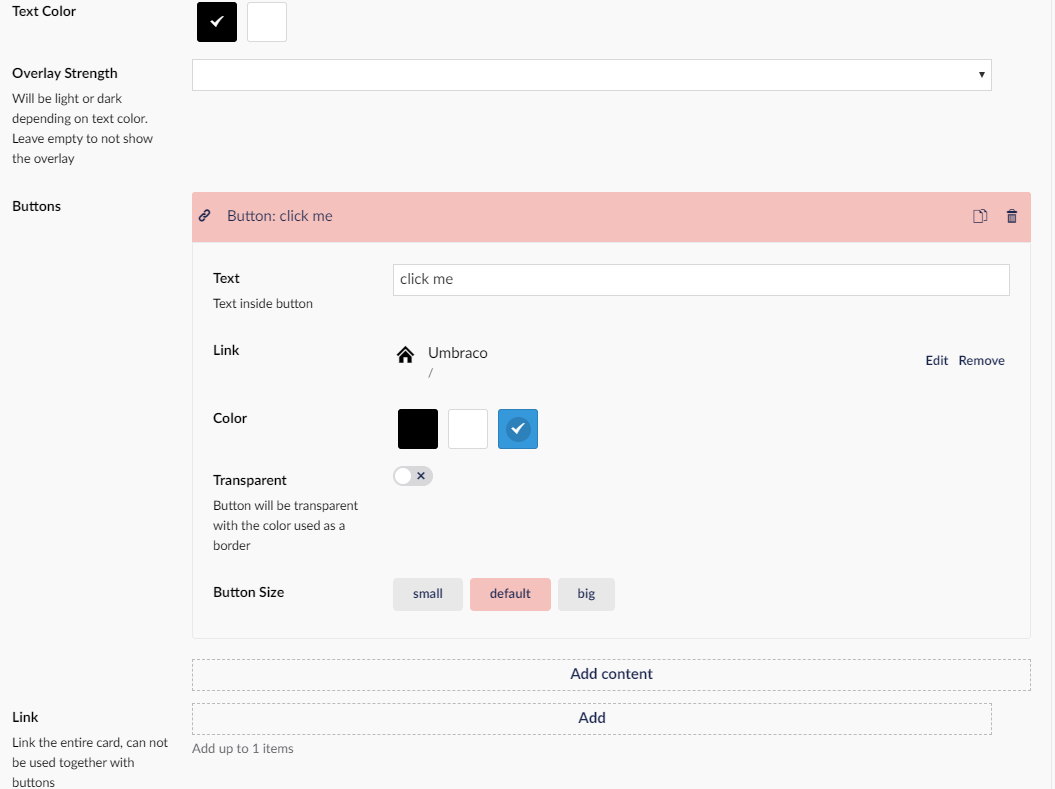 Text Color
Overlay Strength
Will be light or dark
depending on text color.
Leave empty to not show
the overlay
Buttons
Button: click me
Text
Text inside button
click me
Link
Umbraco
/
Edit Remove
Color
Transparent
Button will be transparent
with the color used as a
border
Button Size
small default big
Add content
Link
Link the entire card, can not
be used together with
buttons
Add
Add up to 1 items